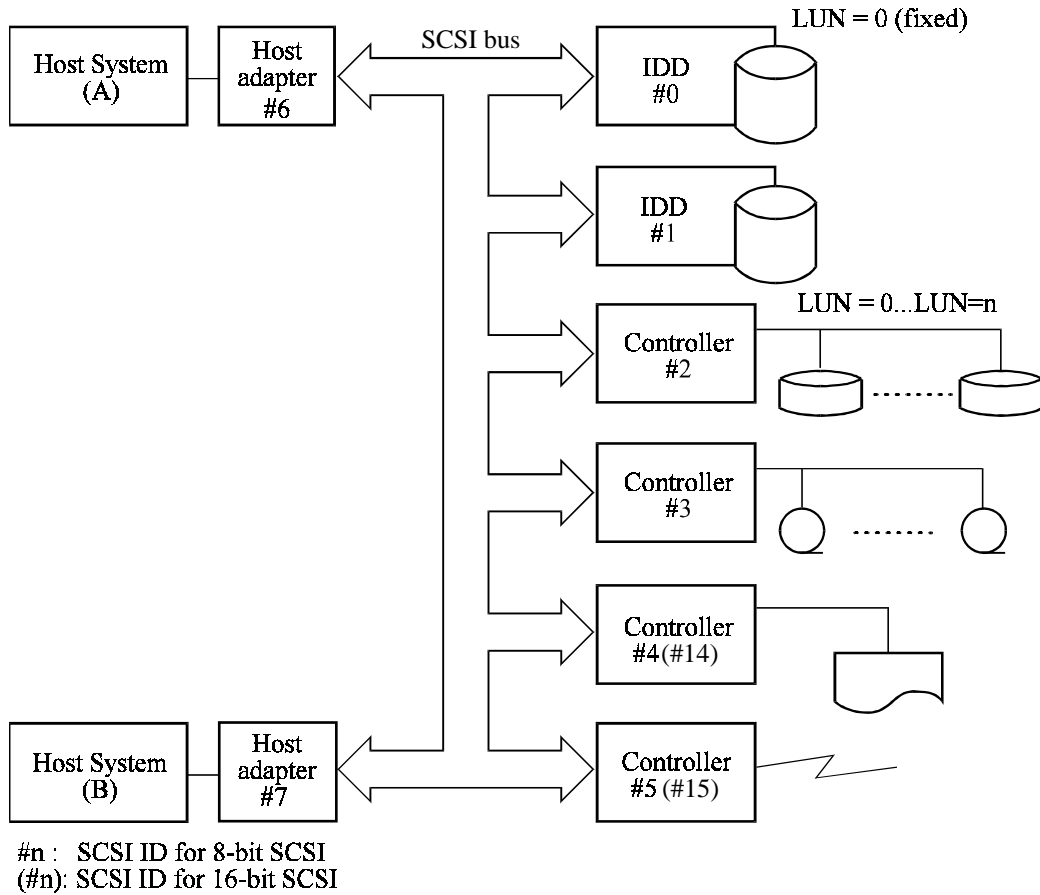 LUN = 0 (fixed)
Host System
(A)
Host
adapter
#6
SCSI bus
IDD
#0
IDD
#1
LUN = 0...LUN=n
Controller
#2
Controller
#3
Controller
#4(#14)
Host System
(B)
Host
adapter
#7
Controller
#5 (#15)
#n : SCSI ID for 8-bit SCSI
(#n): SCSI ID for 16-bit SCSI